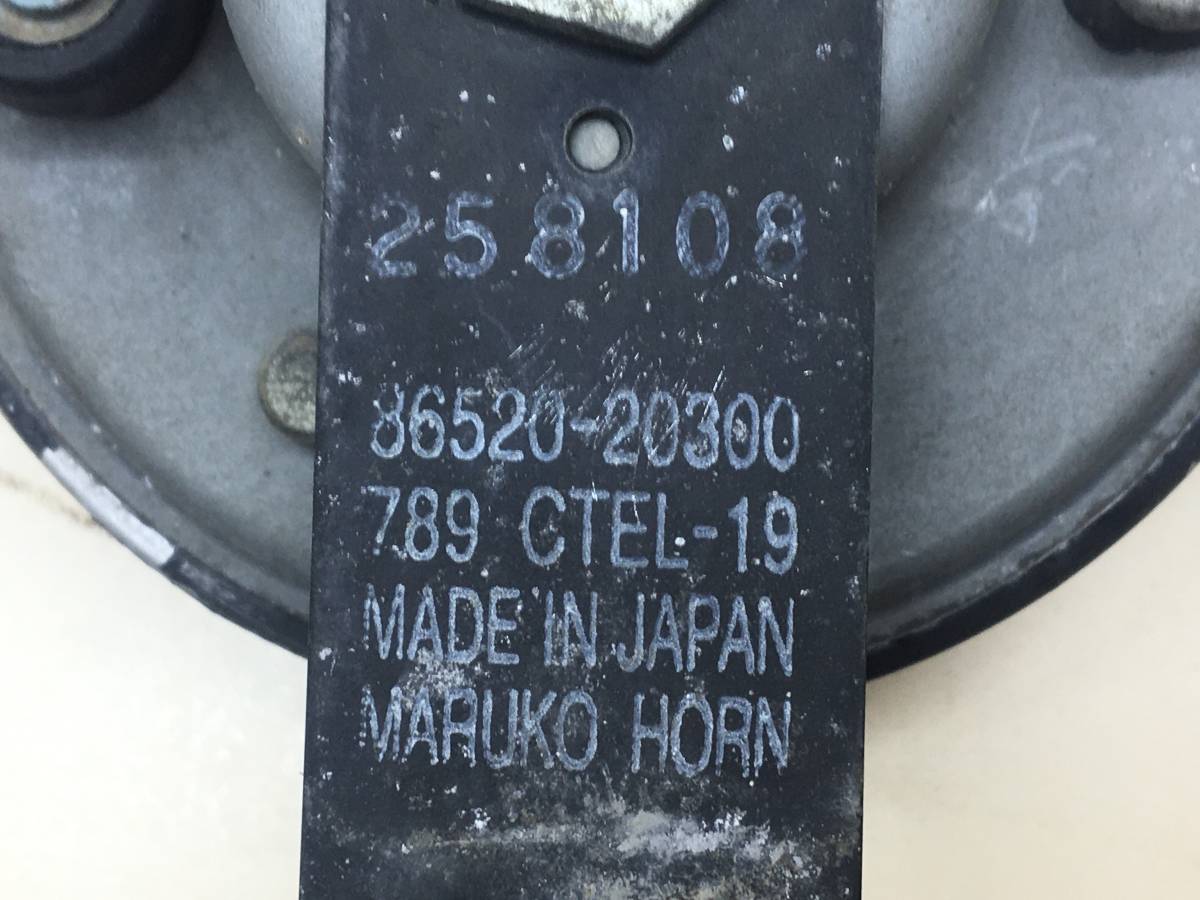 258108
86520-20300
789 CTEL-19
MADE IN JAPAN
MARUKO HORN